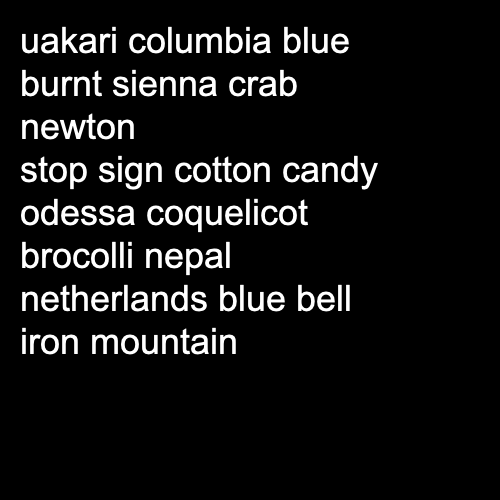 uakari columbia blue
burnt sienna crab
newton
stop sign cotton candy
odessa coquelicot
brocolli nepal
netherlands blue bell
iron mountain